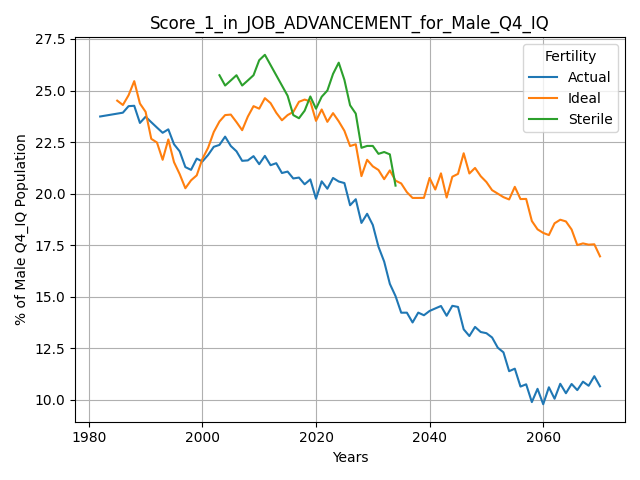 Score_1_in_JOB_ADVANCEMENT_for_Male_Q4_IQ
% of Male Q4_IQ Population
27.5
25.0
22.5
20.0
17.5
15.0
12.5
10.0
Fertility
Actual
Ideal
Sterile
1980
2000
2020
2040
2060
Years